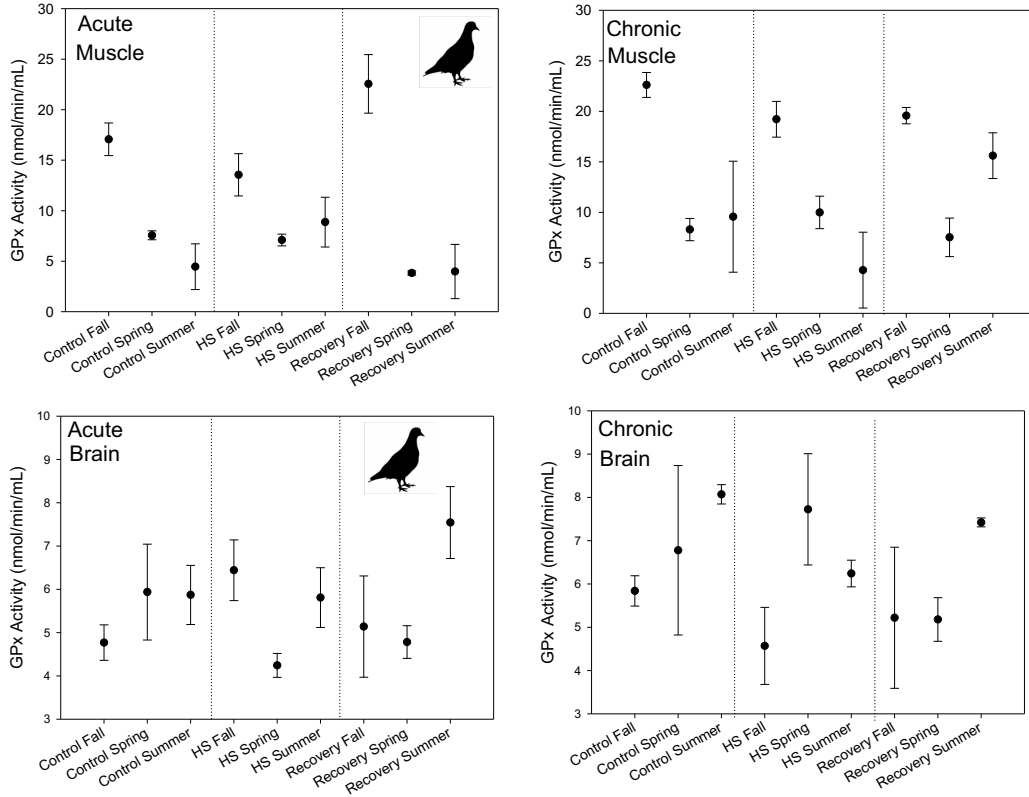 Acute
Muscle
GPx Activity (nmol/min/mL)
30
25
20
15
10
5
0
Control Fall
Control Spring
Control Summer
HS Fall
HS Spring
HS Summer
Recovery Fall
Recovery Spring
Recovery Summer
Chronic
Muscle
GPx Activity (nmol/min/mL)
30
25
20
15
10
5
0
Control Fall
Control Spring
Control Summer
HS Fall
HS Spring
HS Summer
Recovery Fall
Recovery Spring
Recovery Summer
Acute
Brain
GPx Activity (nmol/min/mL)
10
9
8
7
6
5
4
3
Control Fall
Control Spring
Control Summer
HS Fall
HS Spring
HS Summer
Recovery Fall
Recovery Spring
Recovery Summer
Chronic
Brain
GPx Activity (nmol/min/mL)
10
9
8
7
6
5
4
3
Control Fall
Control Spring
Control Summer
HS Fall
HS Spring
HS Summer
Recovery Fall
Recovery Spring
Recovery Summer